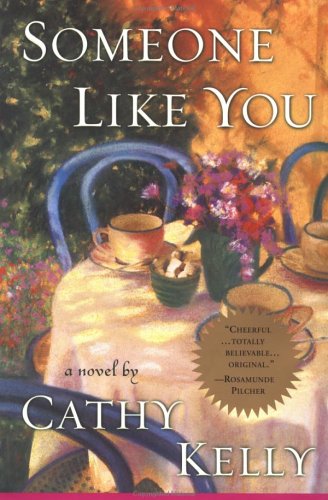 SOMEONE
LIKE YOU
"CHEERFUL
...TOTALLY
BELIEVABLE...
ORIGINAL."
—ROSAMUNDE
PILCHER
a novel by
CATHY
KELLY